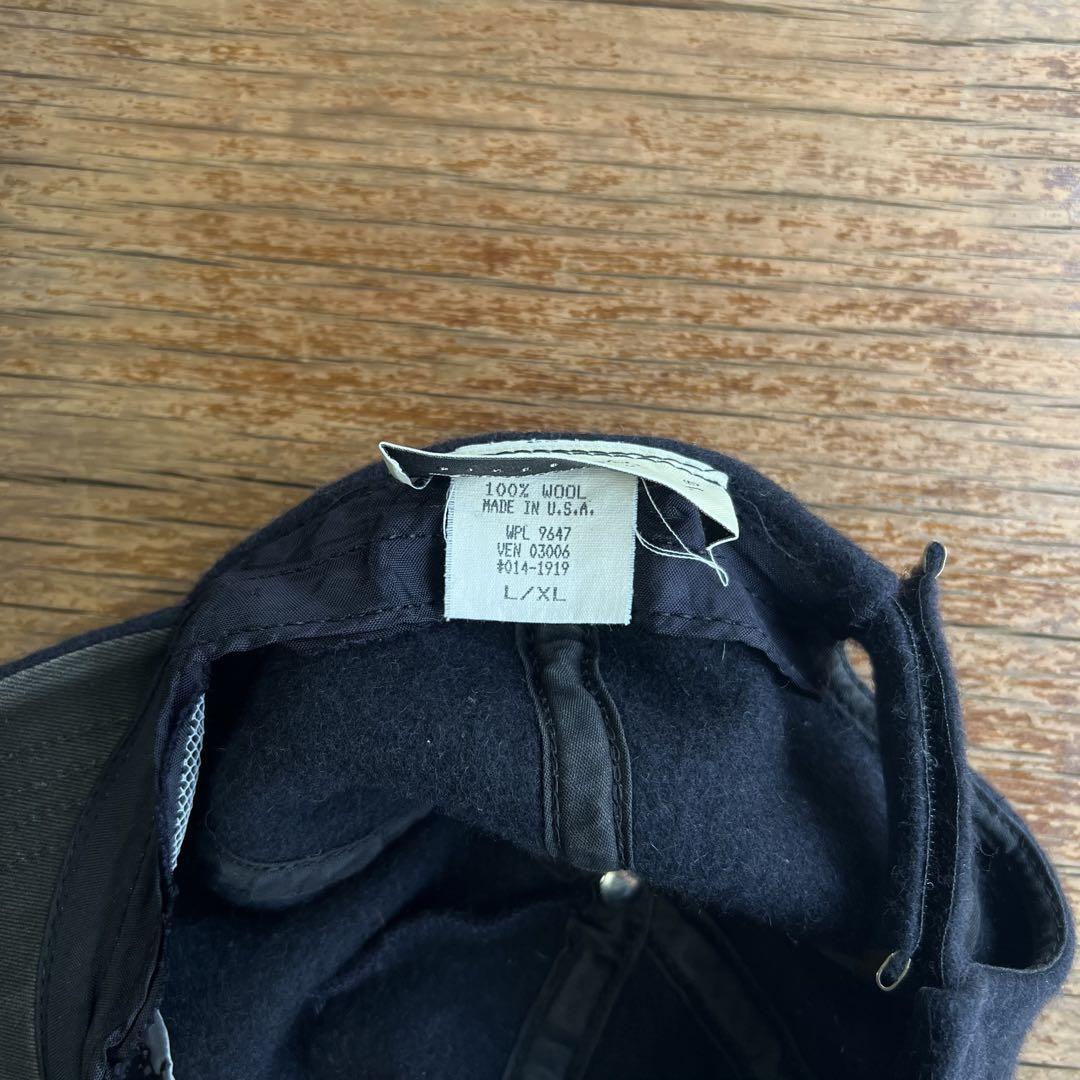 100% WOOL
MADE IN U.S.A.
WPL 9647
VEN 03006
#014-1919
L/XL